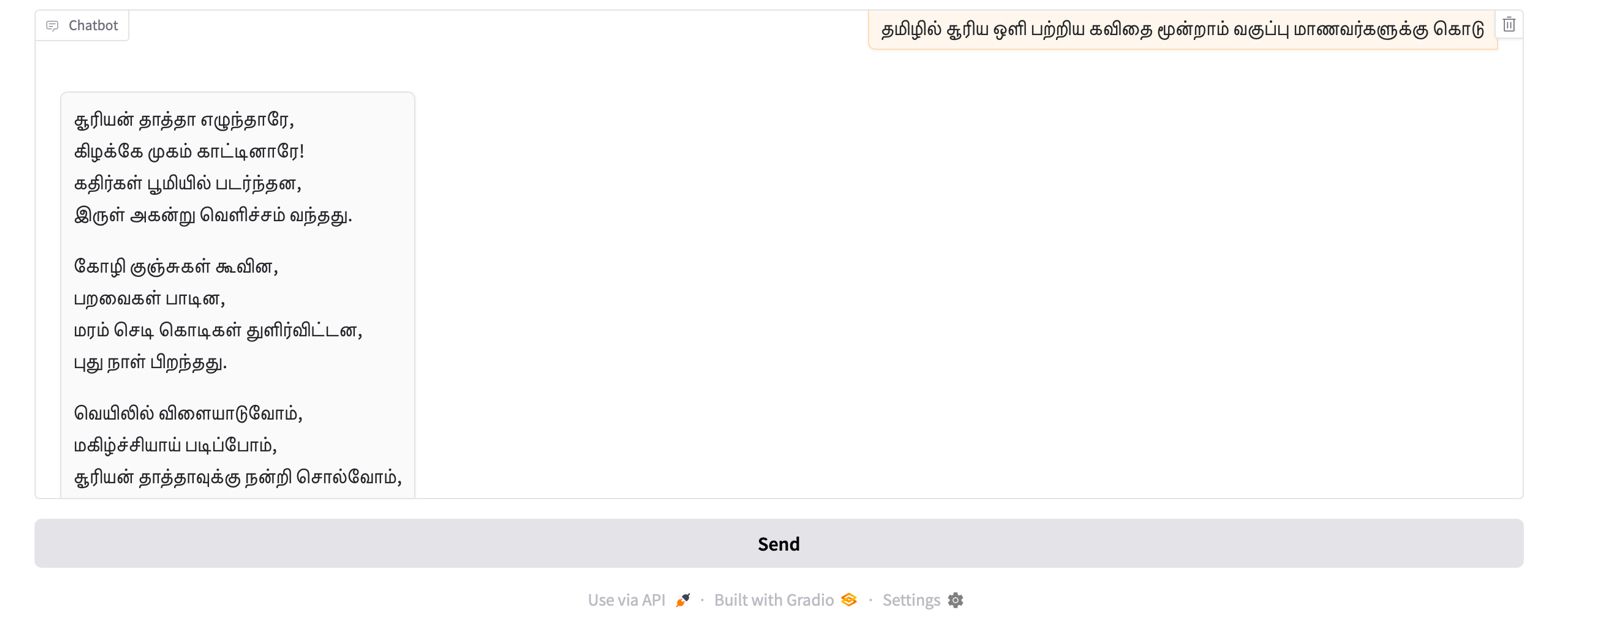 Chatbot
தமிழில் சூரிய ஒளி பற்றிய கவிதை மூன்றாம் வகுப்பு மாணவர்களுக்கு கொடு
சூரியன் தாத்தா எழுந்தாரே,
கிழக்கே முகம் காட்டினாரே!
கதிர்கள் பூமியில் படர்ந்தன,
இருள் அகன்று வெளிச்சம் வந்தது.
கோழி குஞ்சுகள் கூவின,
பறவைகள் பாடின,
மரம் செடி கொடிகள் துளிர்விட்டன,
புது நாள் பிறந்தது.
வெயிலில் விளையாடுவோம்,
மகிழ்ச்சியாய் படிப்போம்,
சூரியன் தாத்தாவுக்கு நன்றி சொல்வோம்,
Send
Use via API · Built with Gradio · Settings